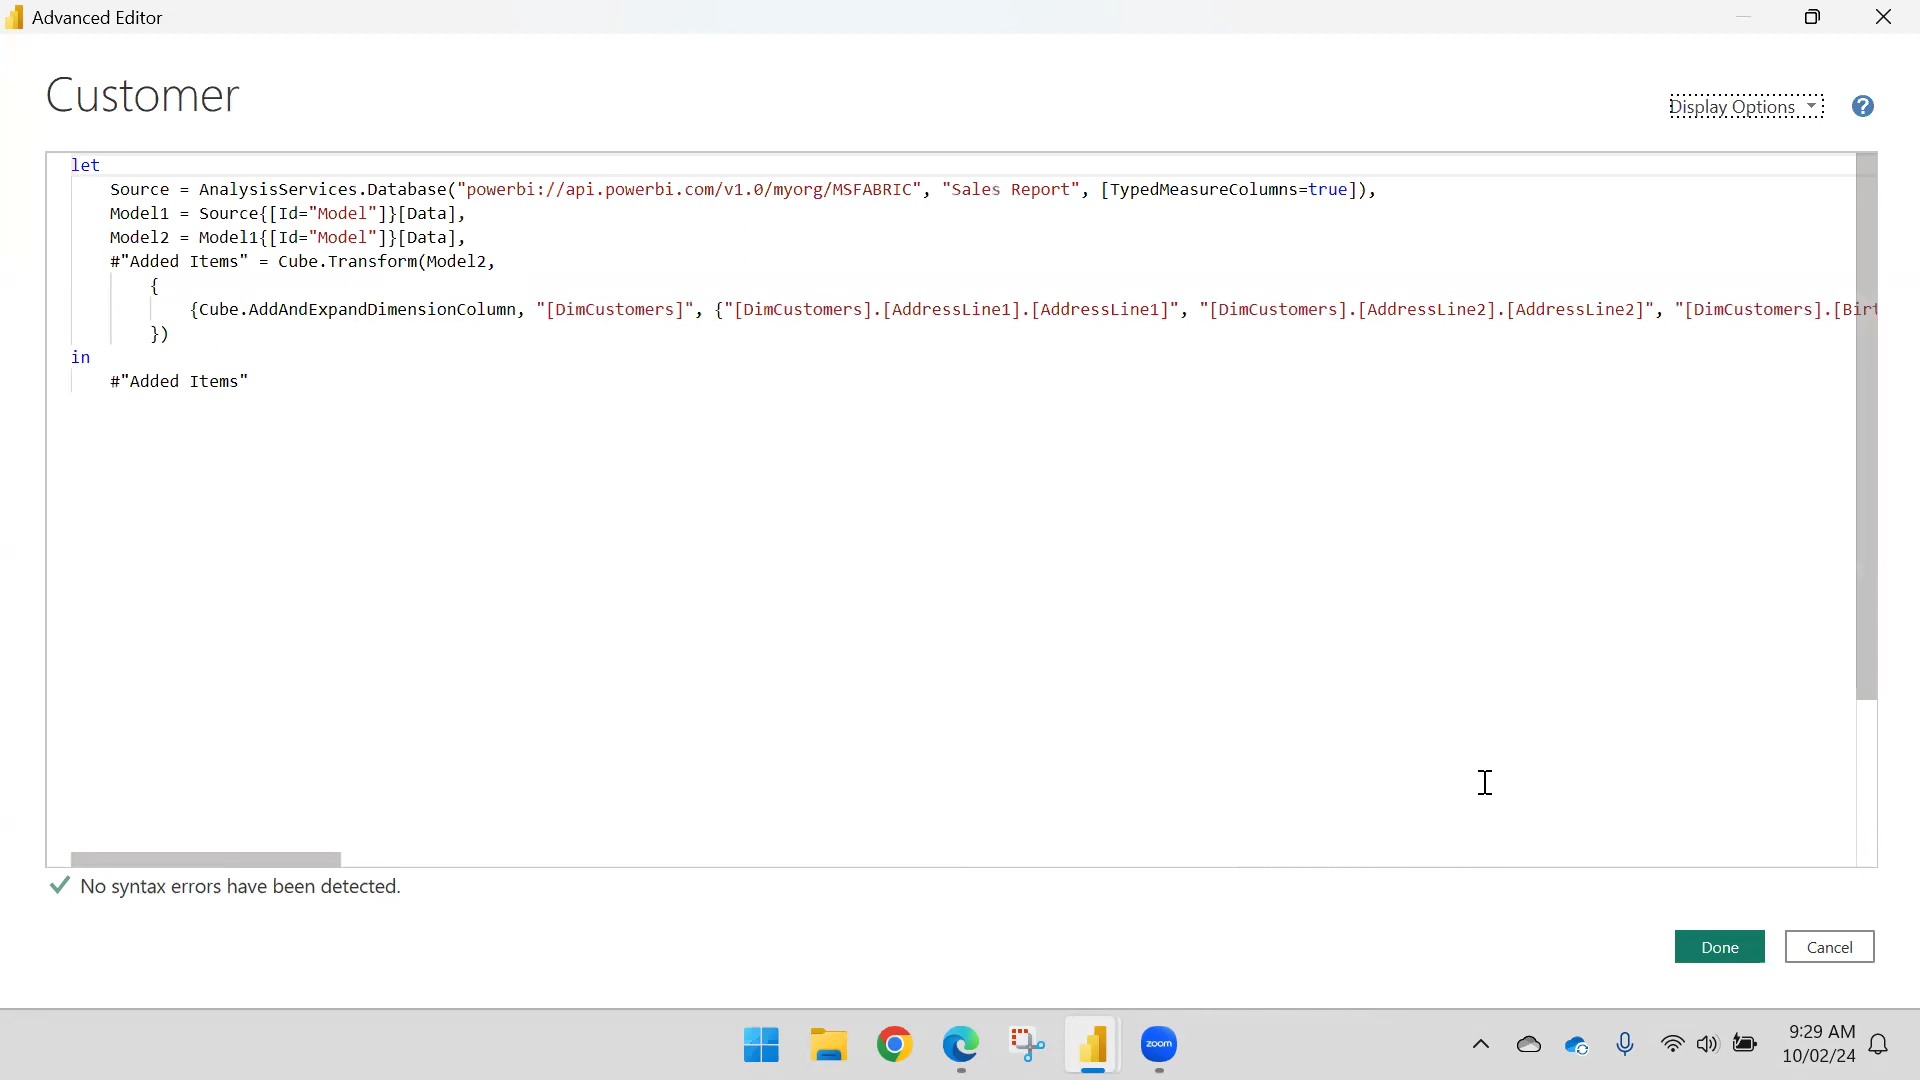 Advanced Editor
Customer
Display Options
?
let
Source = AnalysisServices.Database("powerbi://api.powerbi.com/v1.0/myorg/MSFABRIC", "Sales Report", [TypedMeasureColumns=true]),
Model1 = Source{[Id="Model"]}[Data],
Model2 = Model1{[Id="Model"]}[Data],
#"Added Items" = Cube.Transform(Model2,
{
{Cube.AddAndExpandDimensionColumn, "[DimCustomers]", {"[DimCustomers].[AddressLine1].[AddressLine1]", "[DimCustomers].[AddressLine2].[AddressLine2]", "[DimCustomers].[Birt
})
in
#"Added Items"
No syntax errors have been detected.
Done
Cancel
zoom
9:29 AM
10/02/24